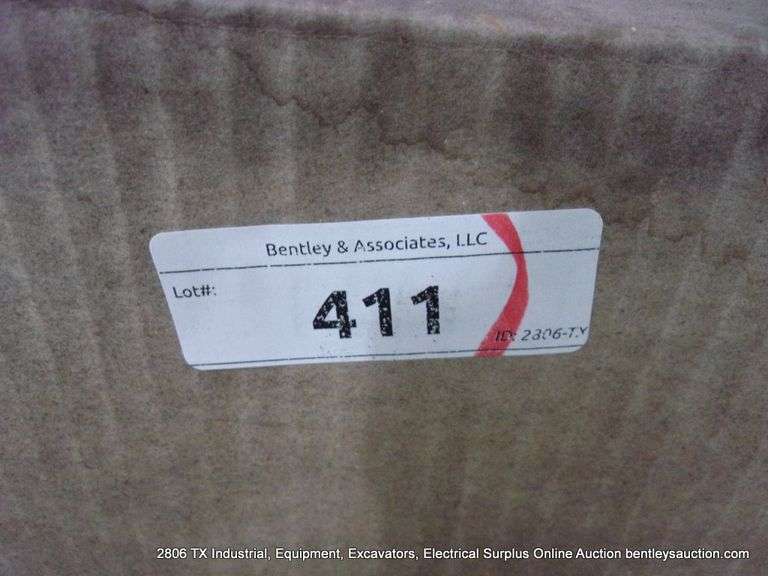 Bentley & Associates, LLC
Lot#:
411
ID: 2806-TX
2806 TX Industrial, Equipment, Excavators, Electrical Surplus Online Auction bentleysauction.com